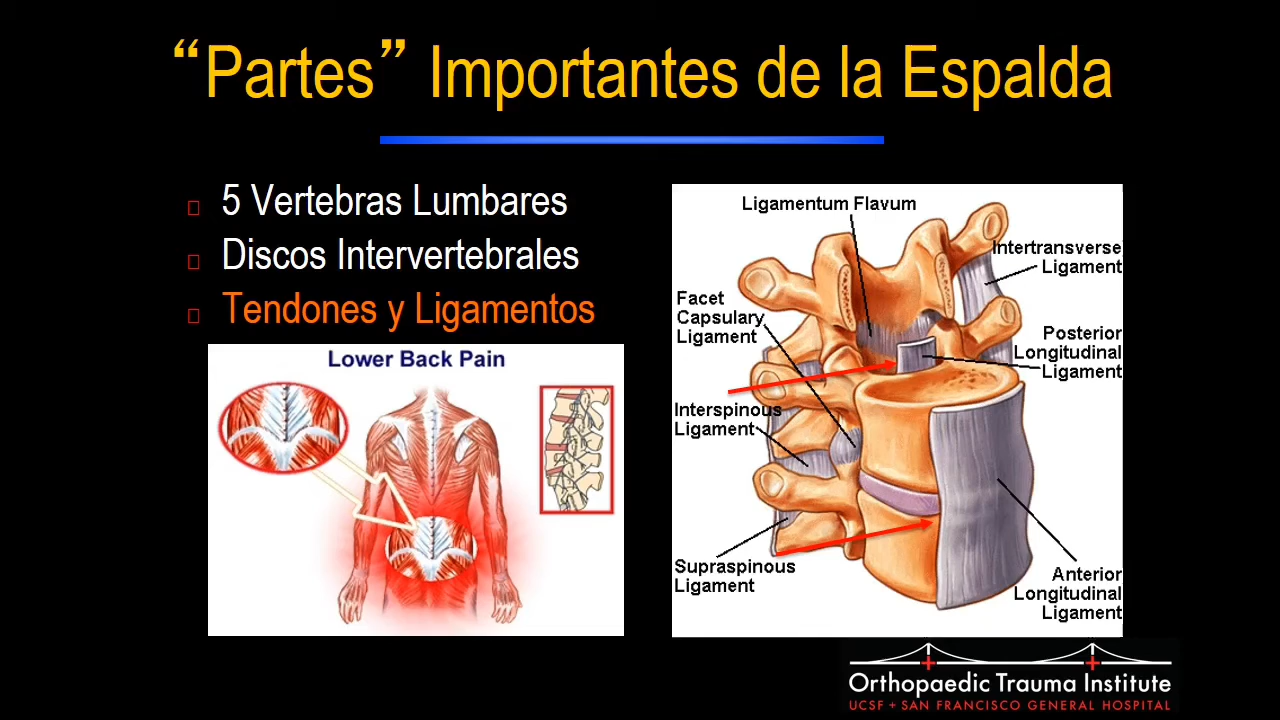 “Partes” Importantes de la Espalda
5 Vertebras Lumbares
Discos Intervertebrales
Tendones y Ligamentos
Lower Back Pain
Ligamentum Flavum
Intertransverse
Ligament
Facet
Capsulary
Ligament
Posterior
Longitudinal
Ligament
Interspinous
Ligament
Supraspinous
Ligament
Anterior
Longitudinal
Ligament
Orthopaedic Trauma Institute
UCSF + SAN FRANCISCO GENERAL HOSPITAL